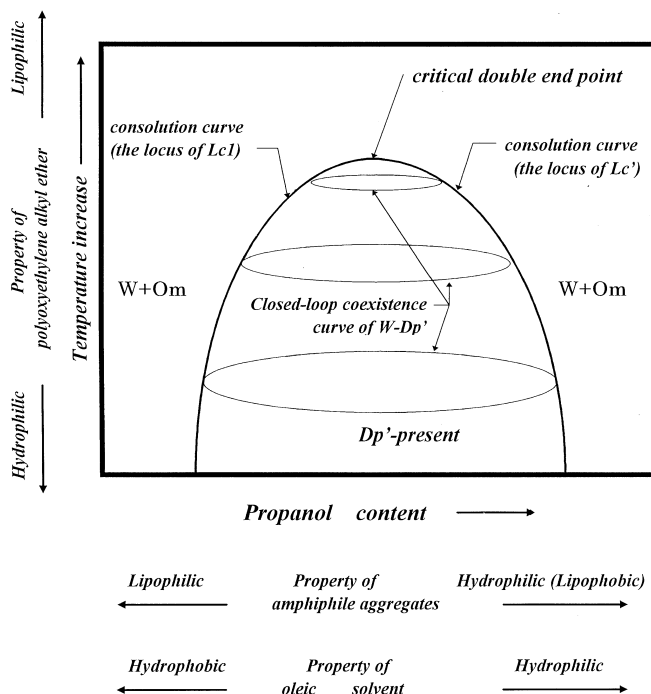 Lipophilic
Property of
polyoxyethylene alkyl ether
Hydrophilic
Temperature increase
critical double end point
consolution curve
(the locus of Lc1)
consolution curve
(the locus of Lc')
W+Om
W+Om
Closed-loop coexistence
curve of W-Dp'
Dp'-present
Propanol content
Lipophilic Property of Hydrophilic (Lipophobic)
amphiphile aggregates
Hydrophobic Property of Hydrophilic
oleic solvent